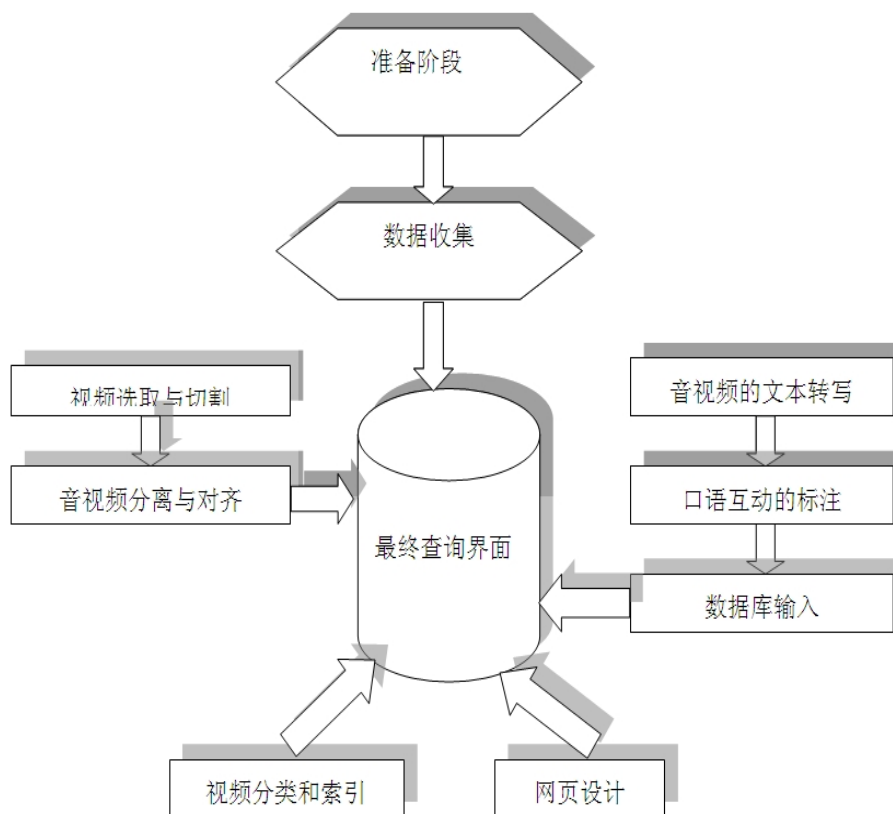 准备阶段
数据收集
视频选取与切割
音视频分离与对齐
最终查询界面
音视频的文本转写
口语互动的标注
数据库输入
视频分类和索引
网页设计